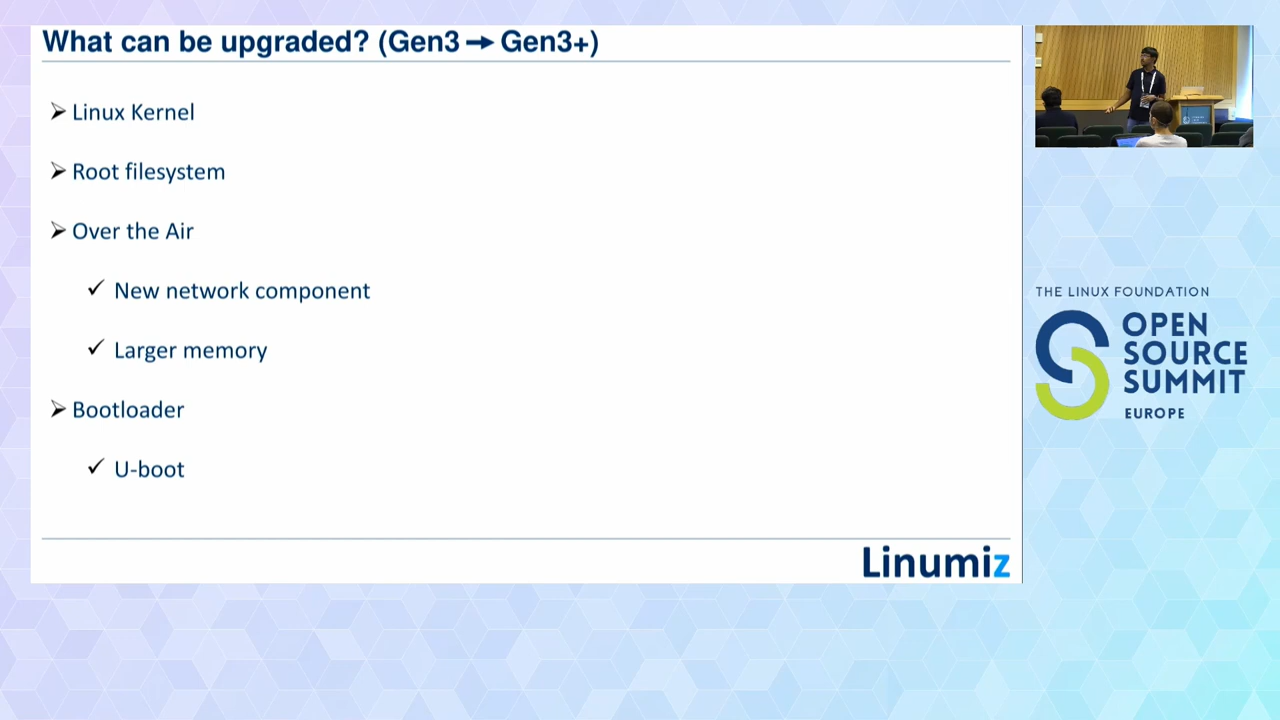 What can be upgraded? (Gen3 → Gen3+)
➢ Linux Kernel
➢ Root filesystem
➢ Over the Air
✓ New network component
✓ Larger memory
➢ Bootloader
✓ U-boot
Linumiz
THE LINUX FOUNDATION
OPEN
SOURCE
SUMMIT
EUROPE